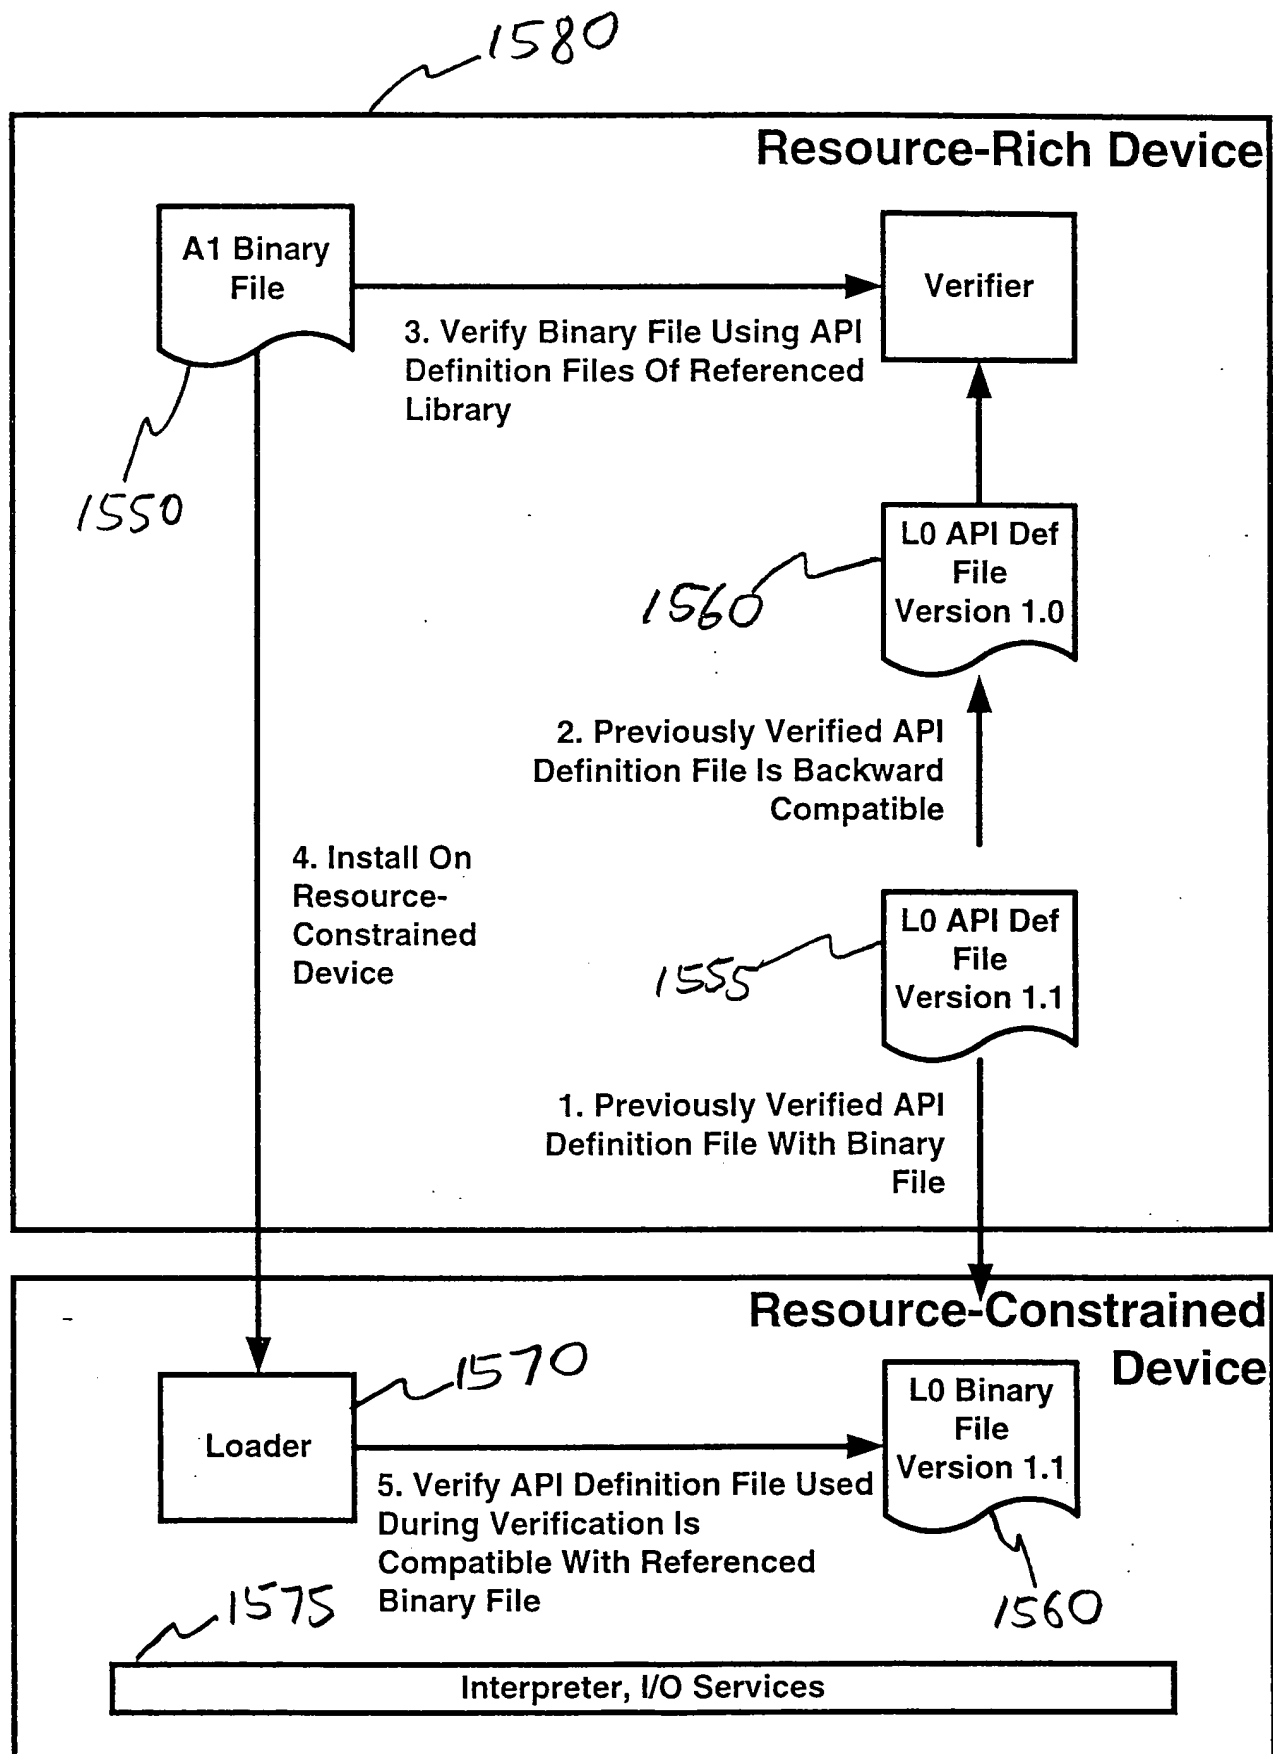 1580
Resource-Rich Device
A1 Binary
File
Verifier
3. Verify Binary File Using API
Definition Files Of Referenced
Library
1550
L0 API Def
File
Version 1.0
1560
2. Previously Verified API
Definition File Is Backward
Compatible
4. Install On
Resource-
Constrained
Device
L0 API Def
File
Version 1.1
1555
1. Previously Verified API
Definition File With Binary
File
Resource-Constrained
Device
1570
Loader
L0 Binary
File
Version 1.1
5. Verify API Definition File Used
During Verification Is
Compatible With Referenced
Binary File
1575
1560
Interpreter, I/O Services